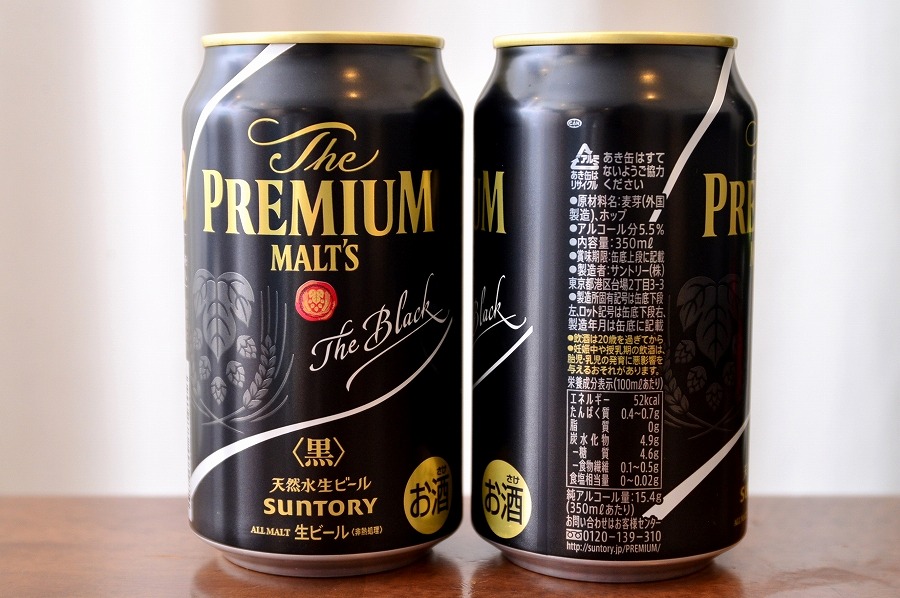 The
PREMIUM
MALT'S
The Black
〈黒〉
天然水生ビール
SUNTORY
ALL MALT 生ビール〈非熱処理〉
さけ
お酒
UM
lack
さけ
お酒
アルミ
あき缶は
リサイクル
あき缶はすて
ないようご協力
ください
●原材料名:麦芽(外国
製造)、ホップ
●アルコール分5.5%
●内容量:350mℓ
●賞味期限:缶底上段に記載
●製造者:サントリー(株)
東京都港区台場2丁目3-3
●製造所固有記号は缶底下段
左、ロット記号は缶底下段右、
製造年月は缶底に記載
●飲酒は20歳を過ぎてから
●妊娠中や授乳期の飲酒は、
胎児・乳児の発育に悪影響を
与えるおそれがあります。
栄養成分表示(100mℓあたり)
エネルギー 52kcal
たんぱく質 0.4~0.7g
脂質 0g
炭水化物 4.9g
-糖質 4.6g
-食物繊維 0.1~0.5g
食塩相当量 0~0.02g
純アルコール量:15.4g
(350mℓあたり)
お問い合わせはお客様センター
0120-139-310
http://suntory.jp/PREMIUM/
PR